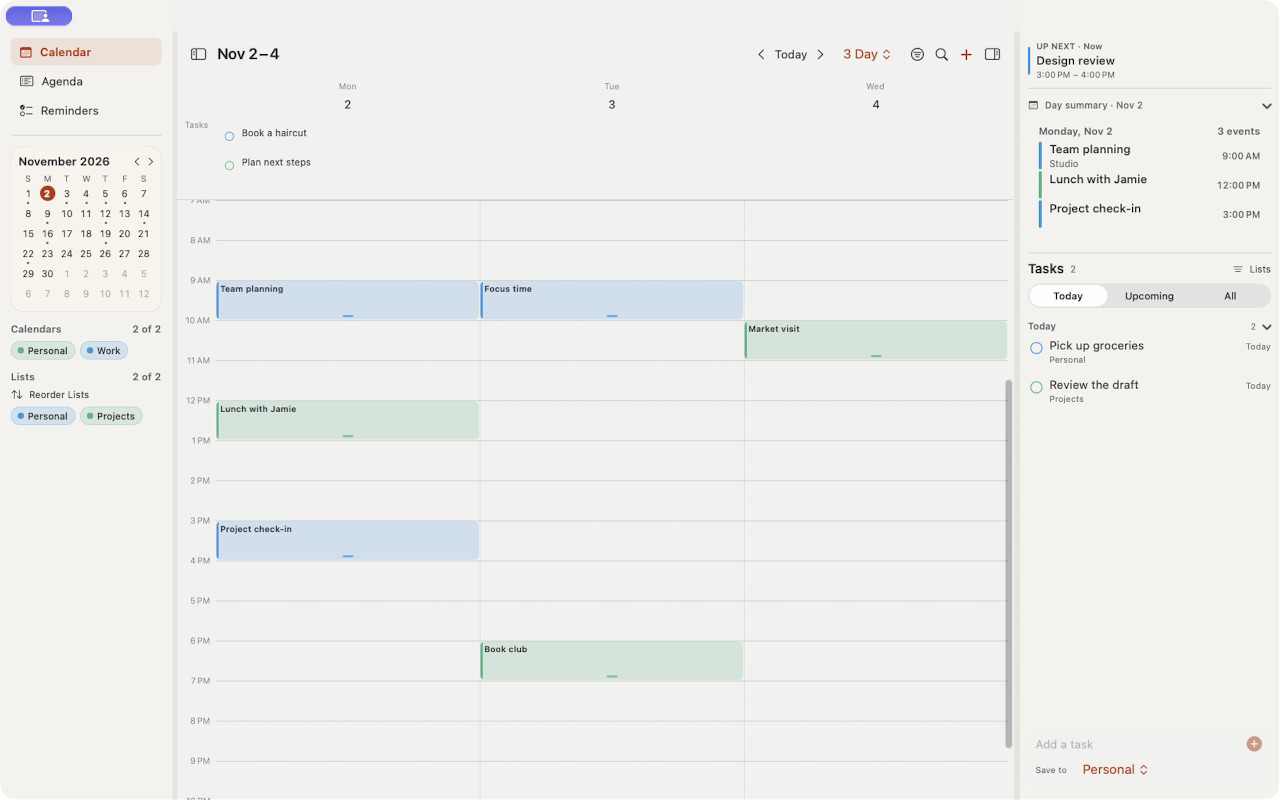 Calendar
Agenda
Reminders
November 2026
S M T W T F S
1 2 3 4 5 6 7
8 9 10 11 12 13 14
15 16 17 18 19 20 21
22 23 24 25 26 27 28
29 30 1 2 3 4 5
6 7 8 9 10 11 12
Calendars 2 of 2
Personal Work
Lists 2 of 2
Reorder Lists
Personal Projects
Nov 2–4
Today
3 Day
Mon Tue Wed
2 3 4
Tasks
Book a haircut
Plan next steps
7 AM
8 AM
9 AM
Team planning Focus time
10 AM
Market visit
11 AM
12 PM
Lunch with Jamie
1 PM
2 PM
3 PM
Project check-in
4 PM
5 PM
6 PM
Book club
7 PM
8 PM
9 PM
10 PM
UP NEXT · Now
Design review
3:00 PM – 4:00 PM
Day summary · Nov 2
Monday, Nov 2 3 events
Team planning 9:00 AM
Studio
Lunch with Jamie 12:00 PM
Project check-in 3:00 PM
Tasks 2 Lists
Today Upcoming All
Today 2
Pick up groceries Today
Personal
Review the draft Today
Projects
Add a task
Save to Personal